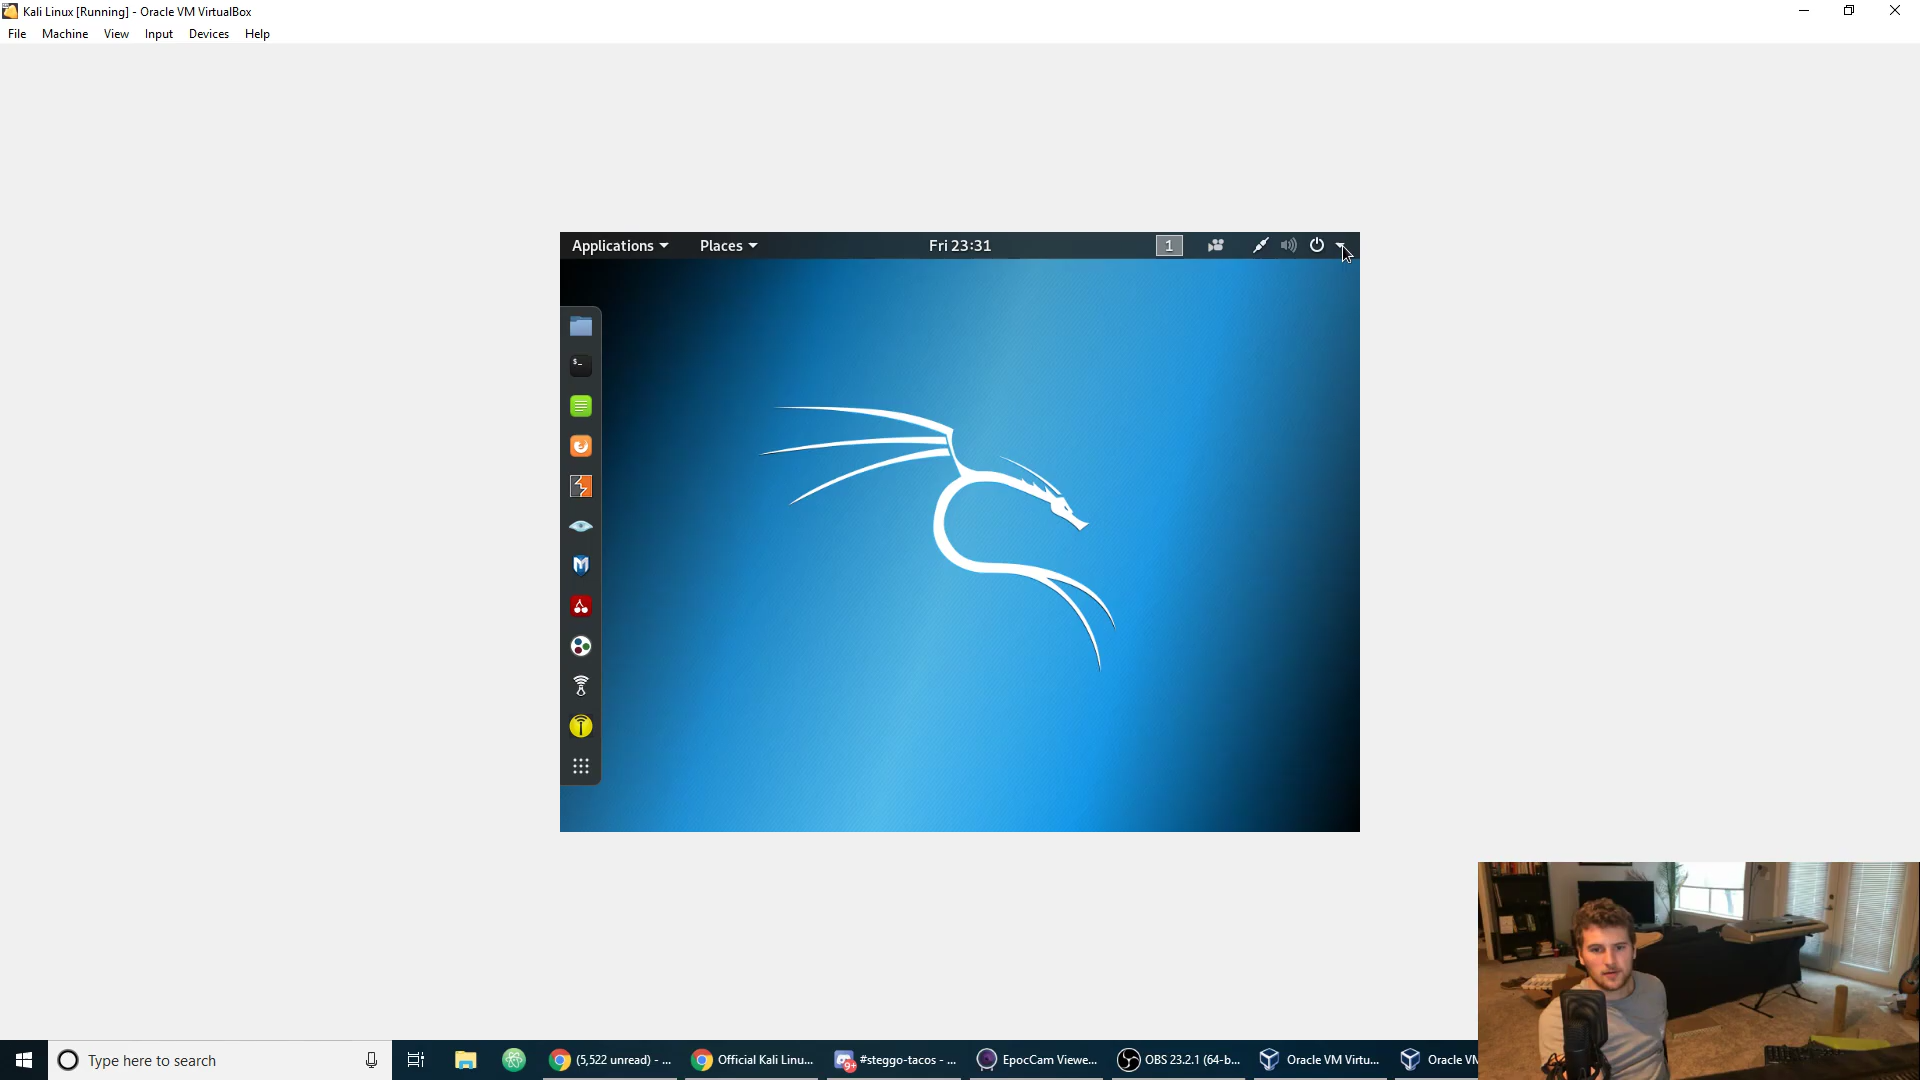 Kali Linux [Running] - Oracle VM VirtualBox
File Machine View Input Devices Help
Applications Places Fri 23:31 1
$-
Type here to search (5,522 unread) - ... Official Kali Linu... 9+ #steggo-tacos - ... EpocCam Viewe... OBS 23.2.1 (64-b... Oracle VM Virtu... Oracle VM